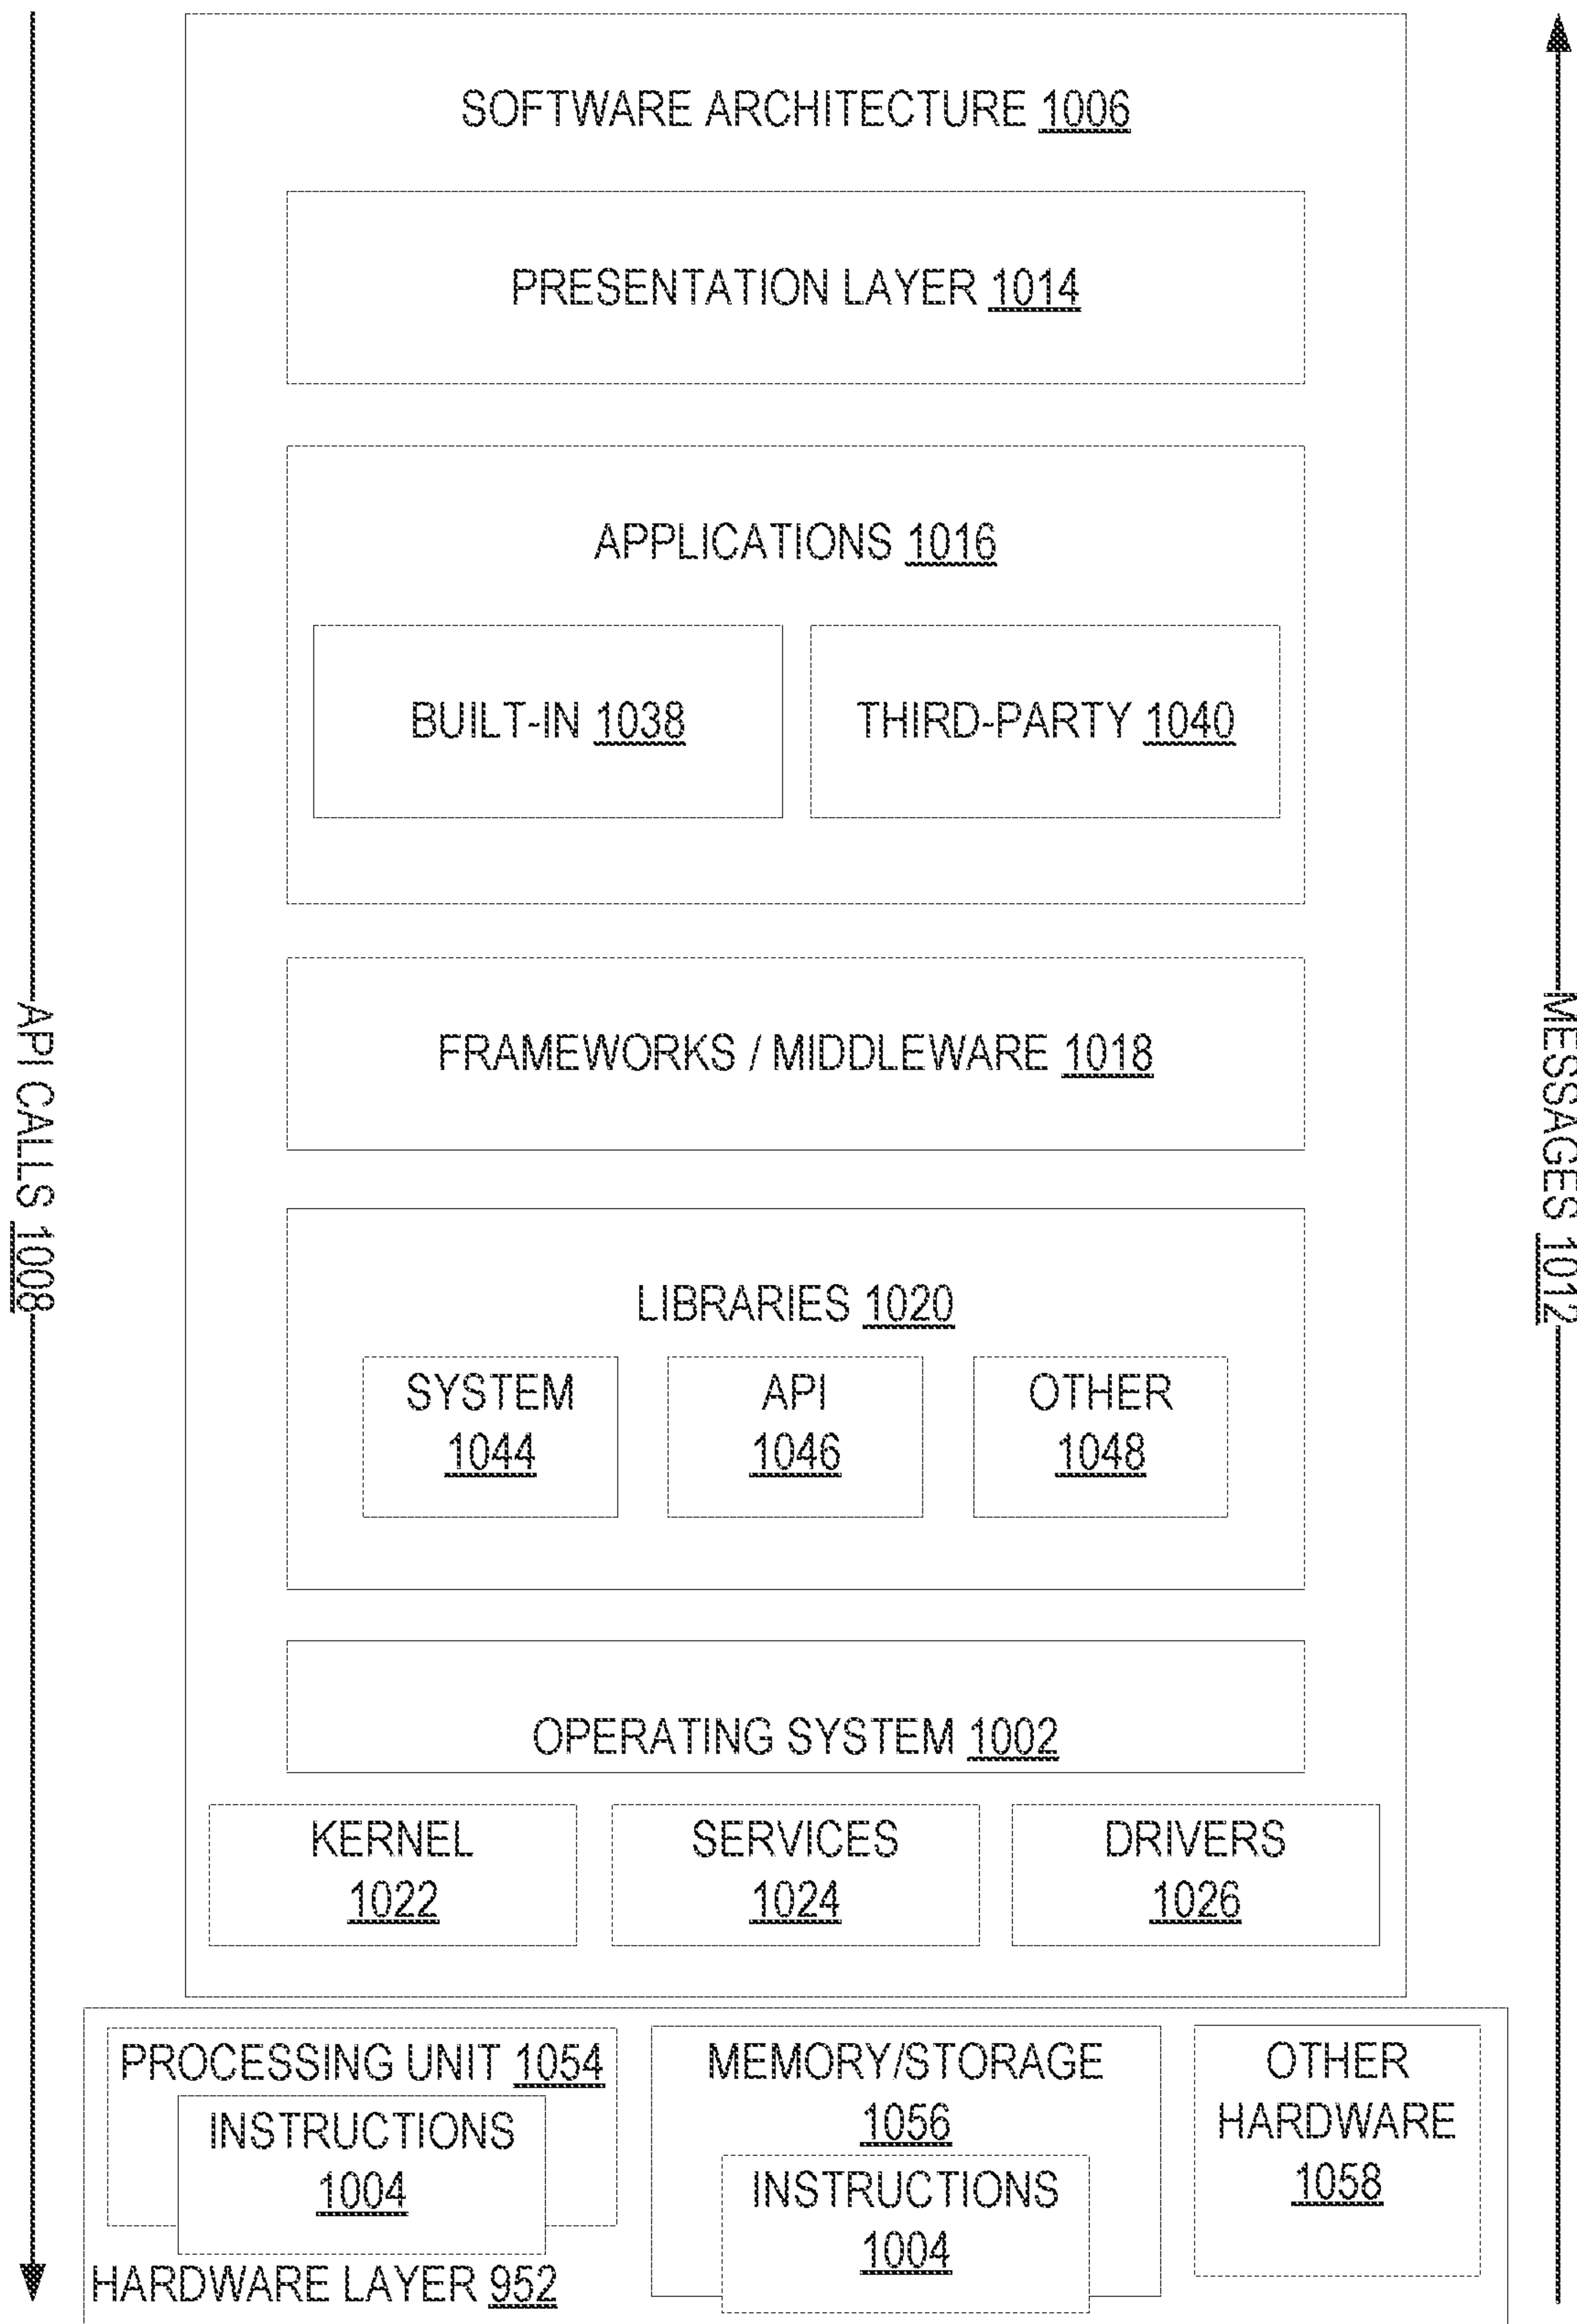 SOFTWARE ARCHITECTURE 1006
PRESENTATION LAYER 1014
APPLICATIONS 1016
BUILT-IN 1038
THIRD-PARTY 1040
FRAMEWORKS / MIDDLEWARE 1018
API CALLS 1008
MESSAGES 1012
LIBRARIES 1020
SYSTEM
1044
API
1046
OTHER
1048
OPERATING SYSTEM 1002
KERNEL
1022
SERVICES
1024
DRIVERS
1026
PROCESSING UNIT 1054
INSTRUCTIONS
1004
MEMORY/STORAGE
1056
INSTRUCTIONS
1004
OTHER
HARDWARE
1058
HARDWARE LAYER 952